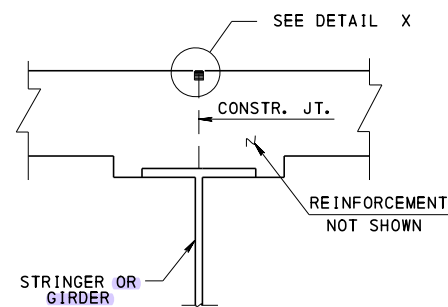 SEE DETAIL X
CONSTR. JT.
REINFORCEMENT
NOT SHOWN
STRINGER OR
GIRDER